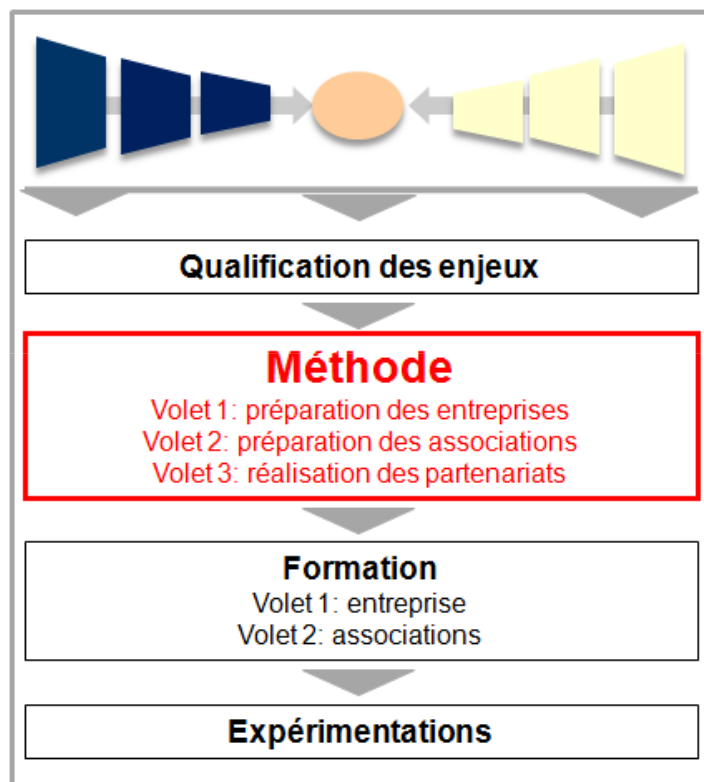 Qualification des enjeux
Méthode
Volet 1: préparation des entreprises
Volet 2: préparation des associations
Volet 3: réalisation des partenariats
Formation
Volet 1: entreprise
Volet 2: associations
Expérimentations